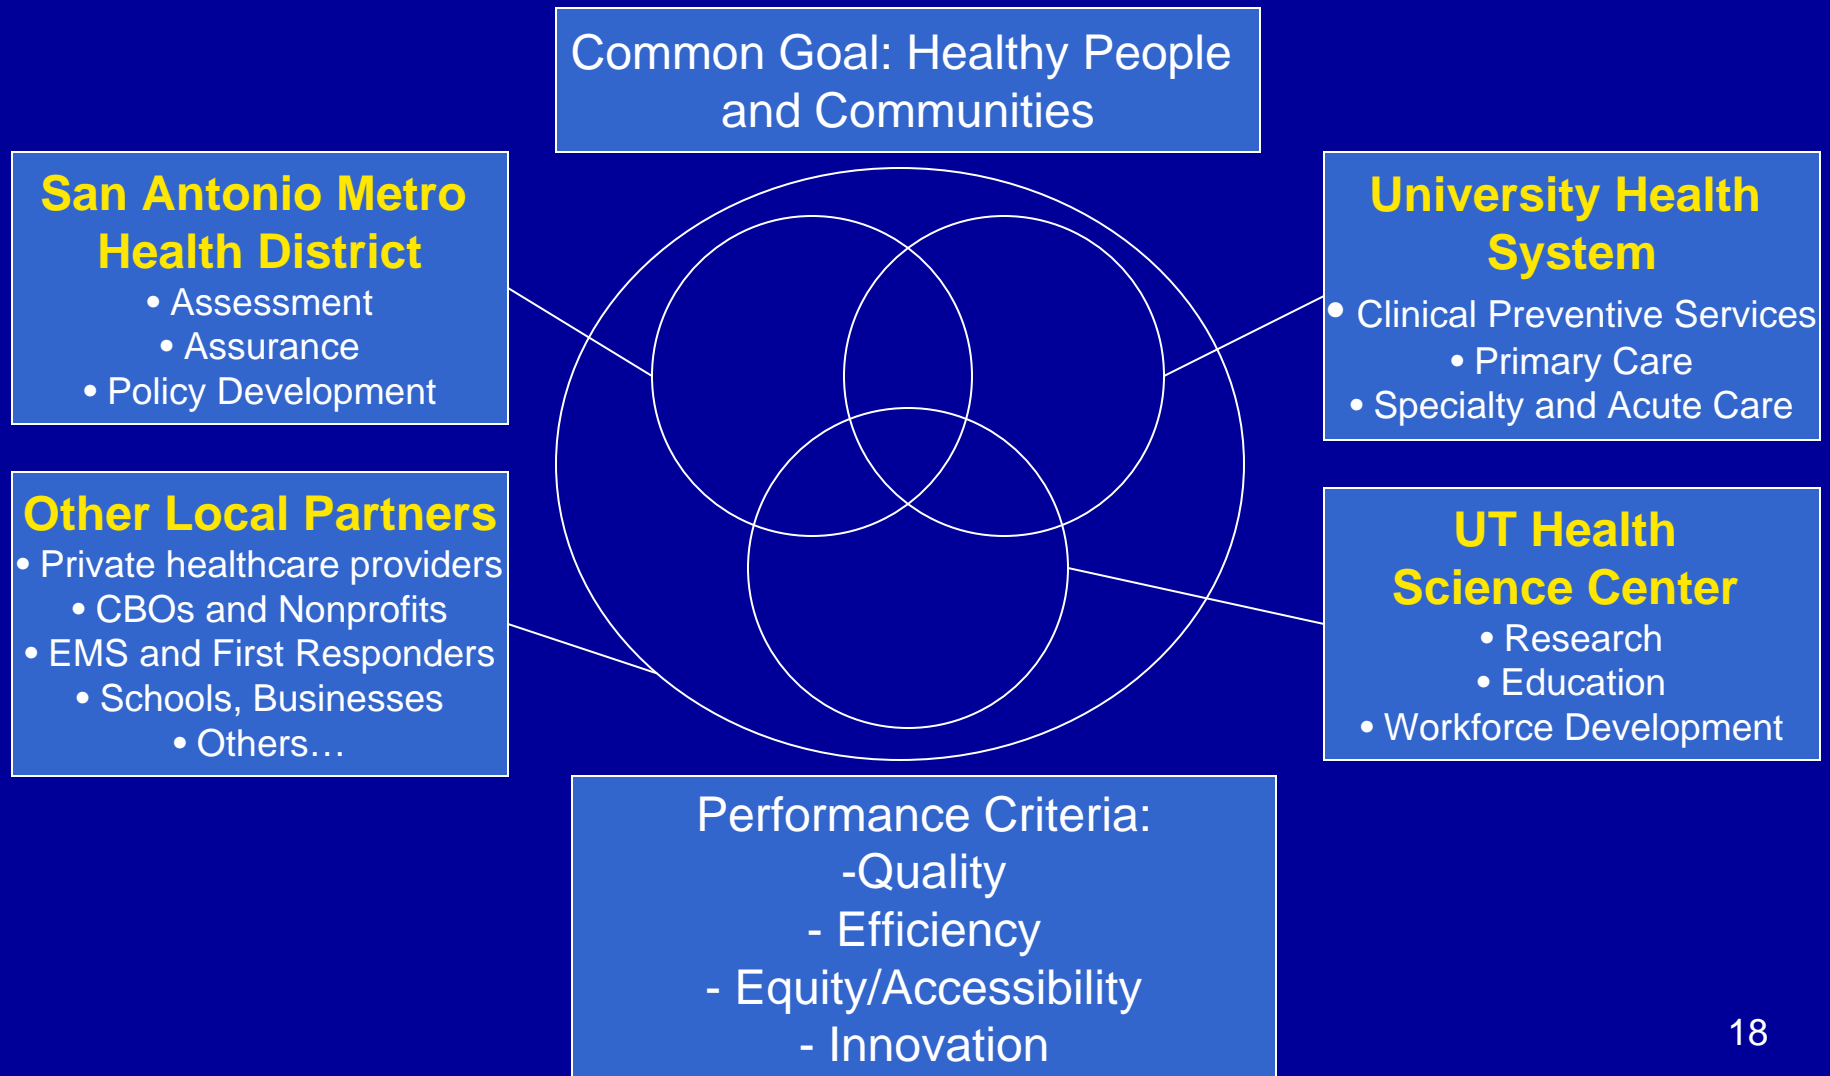 Common Goal: Healthy People
and Communities
San Antonio Metro
Health District
• Assessment
• Assurance
• Policy Development
University Health
System
• Clinical Preventive Services
• Primary Care
• Specialty and Acute Care
Other Local Partners
• Private healthcare providers
• CBOs and Nonprofits
• EMS and First Responders
• Schools, Businesses
• Others…
UT Health
Science Center
• Research
• Education
• Workforce Development
Performance Criteria:
-Quality
- Efficiency
- Equity/Accessibility
- Innovation
18